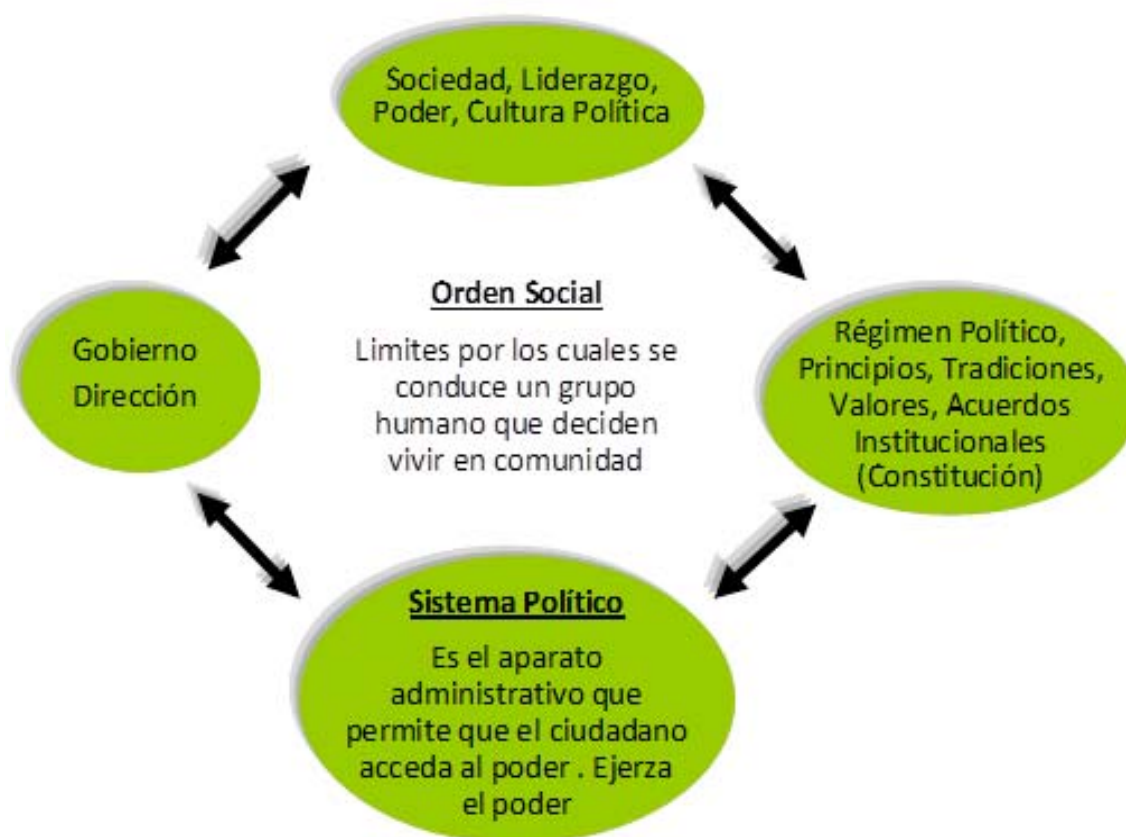 Sociedad, Liderazgo,
Poder, Cultura Política
Orden Social
Limites por los cuales se
conduce un grupo
humano que deciden
vivir en comunidad
Gobierno
Dirección
Régimen Político,
Principios, Tradiciones,
Valores, Acuerdos
Institucionales
(Constitución)
Sistema Político
Es el aparato
administrativo que
permite que el ciudadano
acceda al poder . Ejerza
el poder